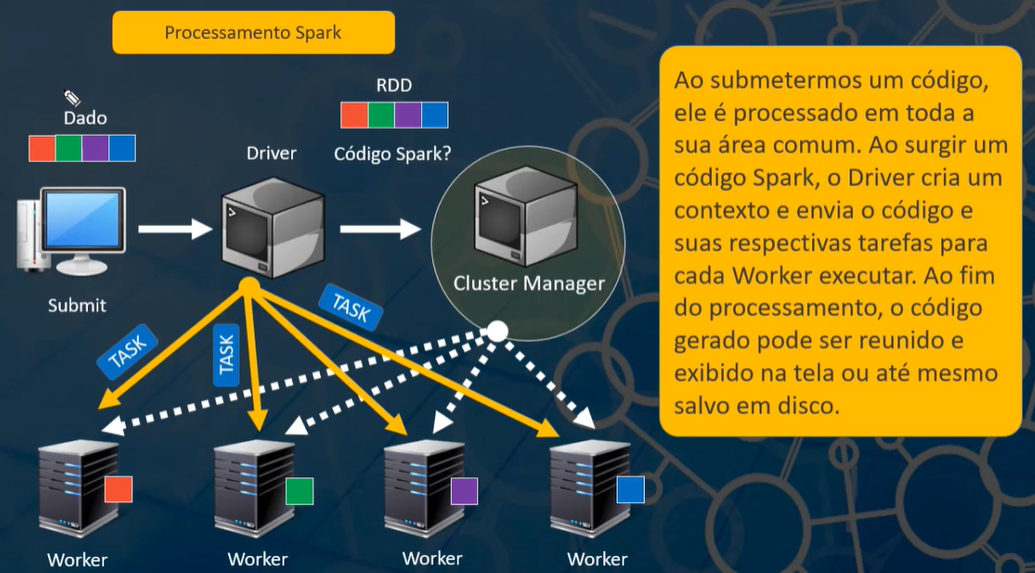 Processamento Spark
Dado
RDD
Driver
Código Spark?
Submit
Cluster Manager
TASK
TASK
TASK
Worker
Worker
Worker
Worker
Ao submetermos um código,
ele é processado em toda a
sua área comum. Ao surgir um
código Spark, o Driver cria um
contexto e envia o código e
suas respectivas tarefas para
cada Worker executar. Ao fim
do processamento, o código
gerado pode ser reunido e
exibido na tela ou até mesmo
salvo em disco.